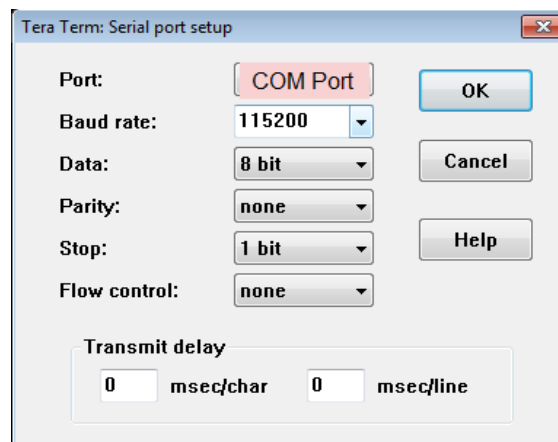 Tera Term: Serial port setup
Port: COM Port
OK
Baud rate: 115200
Data: 8 bit
Cancel
Parity: none
Stop: 1 bit
Help
Flow control: none
Transmit delay
0 msec/char 0 msec/line